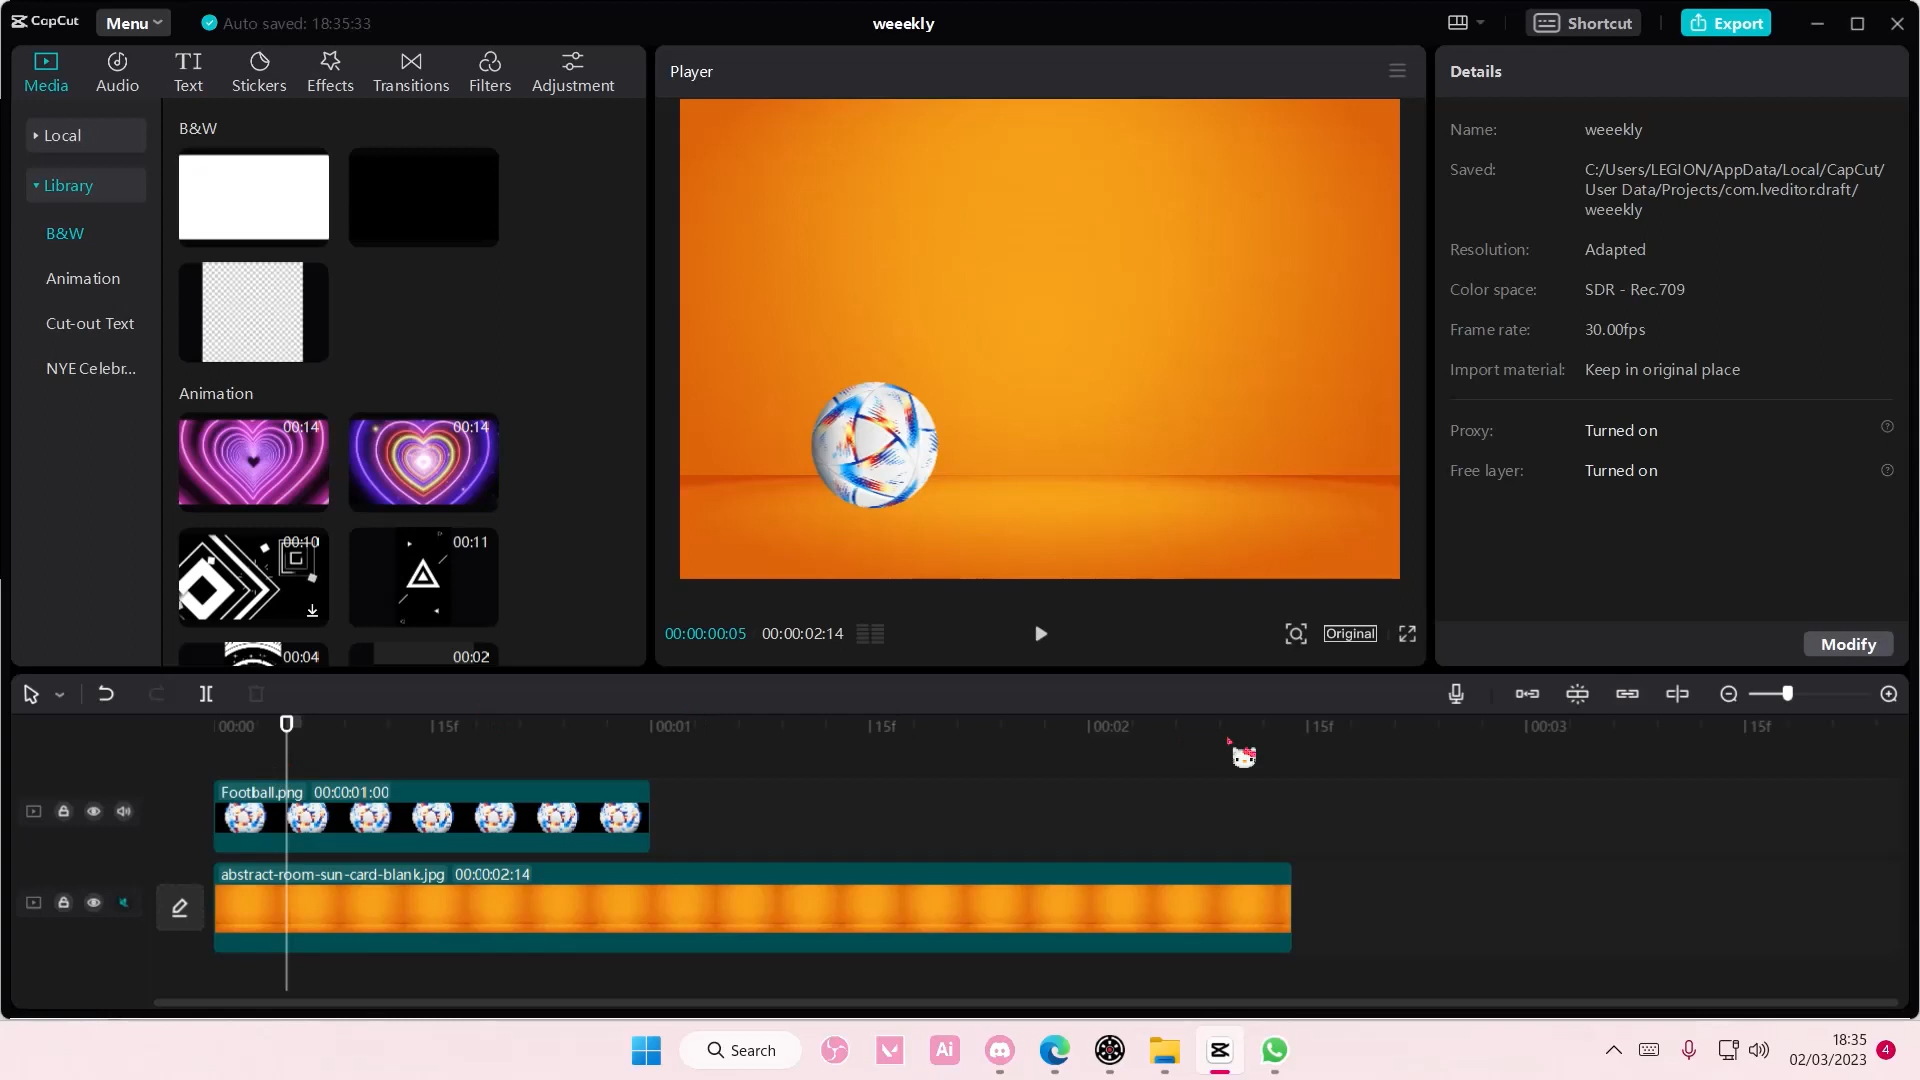 CapCut Menu Auto saved: 18:35:33 weeekly Shortcut Export
Media Audio TI Text Stickers Effects Transitions Filters Adjustment
Local
Library
B&W
Animation
Cut-out Text
NYE Celebr...
B&W
Animation
00:14 00:14
00:10 00:11
00:04 00:02
Player
00:00:00:05 00:00:02:14 Original
Details
Name: weeekly
Saved: C:/Users/LEGION/AppData/Local/CapCut/
User Data/Projects/com.lveditor.draft/
weeekly
Resolution: Adapted
Color space: SDR - Rec.709
Frame rate: 30.00fps
Import material: Keep in original place
Proxy: Turned on
Free layer: Turned on
Modify
00:00 15f 00:01 15f 00:02 15f 00:03 15f
Football.png 00:00:01:00
abstract-room-sun-card-blank.jpg 00:00:02:14
Search Ai 18:35
02/03/2023 4